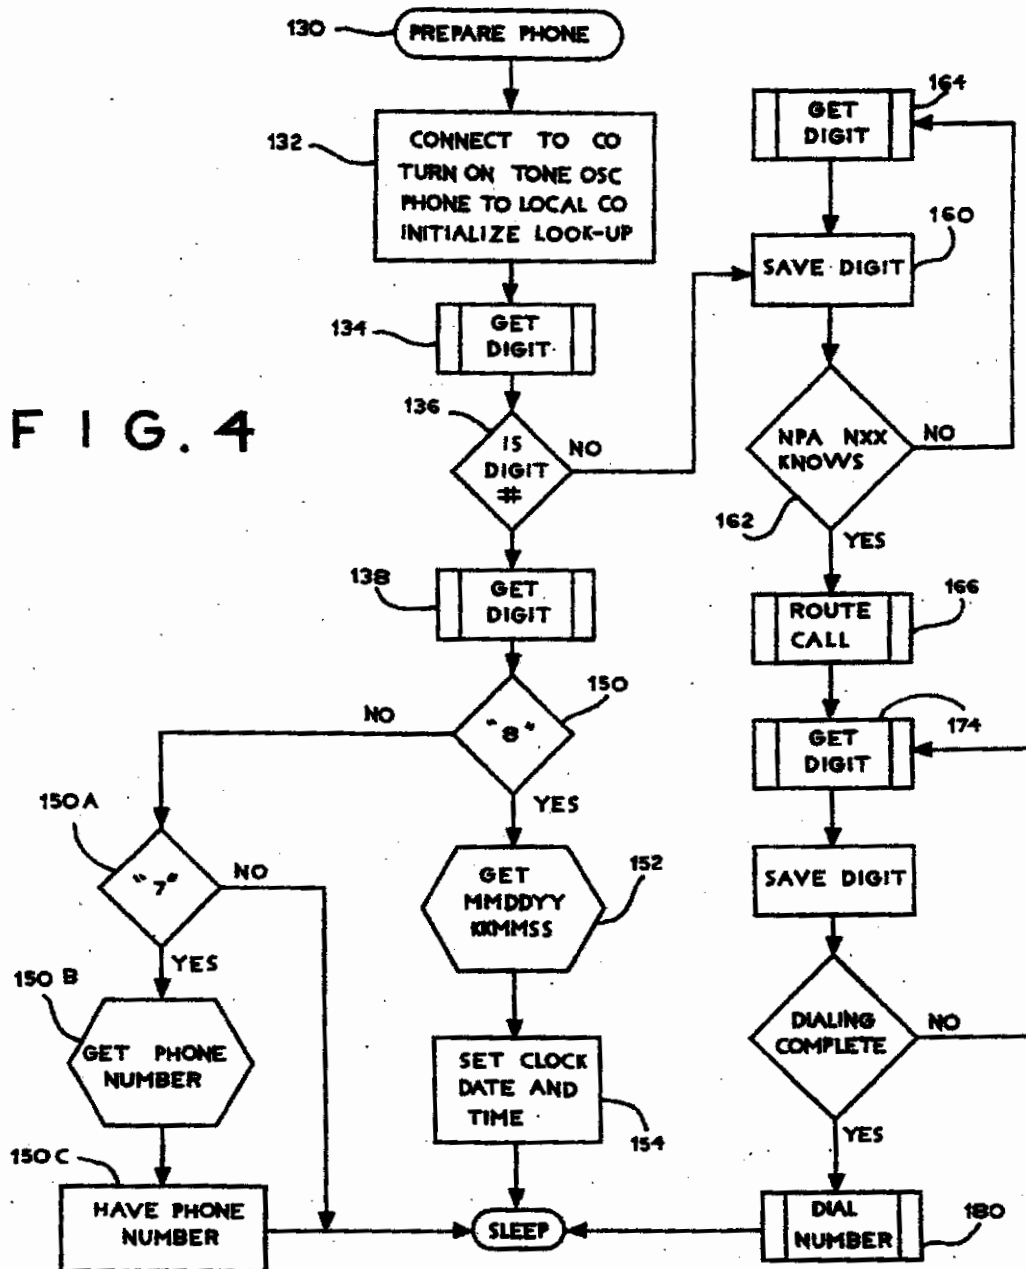 FIG. 4
130
PREPARE PHONE
132
CONNECT TO CO
TURN ON TONE OSC
PHONE TO LOCAL CO
INITIALIZE LOOK-UP
134
GET
DIGIT
136
IS
DIGIT
#
NO
138
GET
DIGIT
150
"8"
NO
YES
150A
"7"
NO
YES
150B
GET PHONE
NUMBER
150C
HAVE PHONE
NUMBER
152
GET
MMDDYY
KKMMSS
SET CLOCK
DATE AND
TIME
154
SLEEP
164
GET
DIGIT
160
SAVE DIGIT
NPA NXX
KNOWS
NO
162
YES
166
ROUTE
CALL
174
GET
DIGIT
SAVE DIGIT
DIALING
COMPLETE
NO
YES
DIAL
NUMBER
180